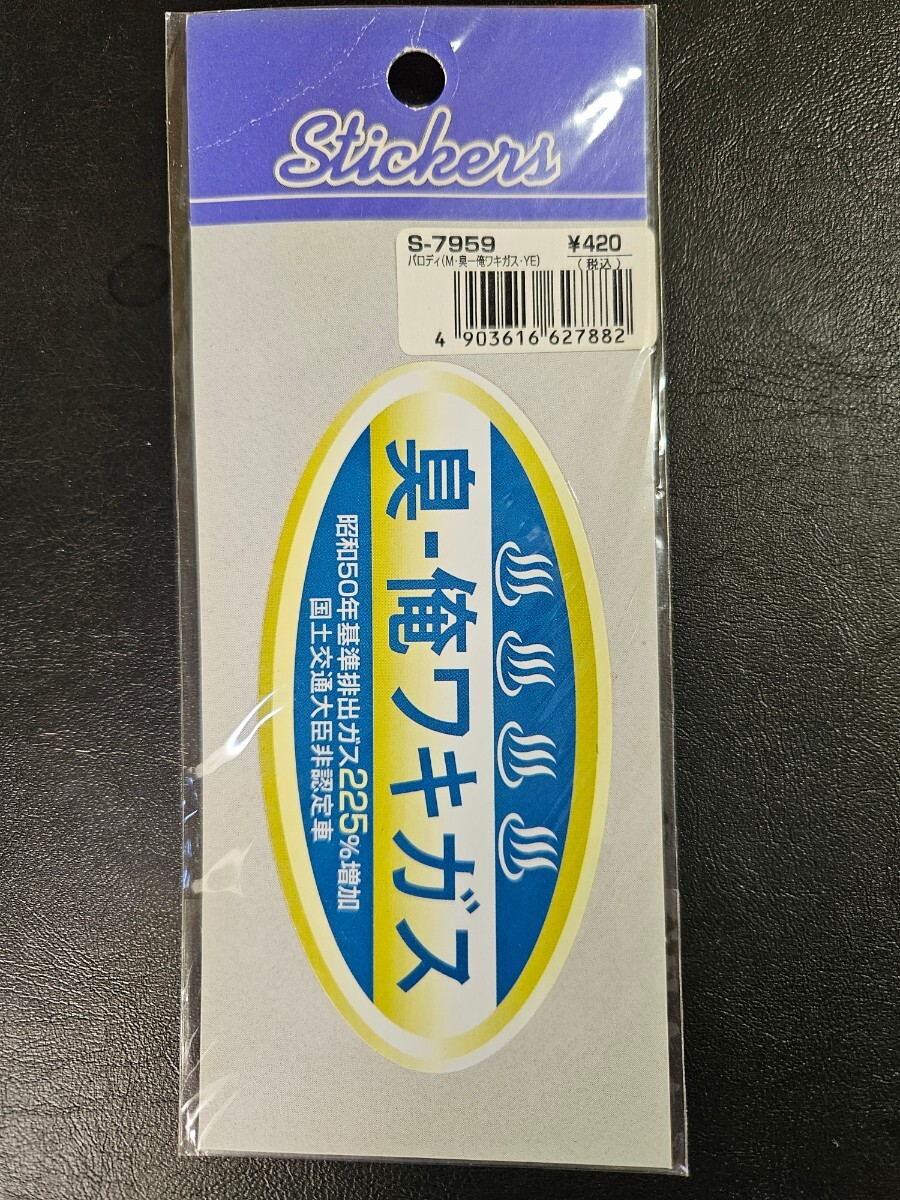 Stickers
S-7959 ¥420
パロディ(M・臭ー俺ワキガス・YE) (税込)
4 903616 627882
臭・俺ワキガス
昭和50年基準排出ガス225%増加
国土交通大臣非認定車